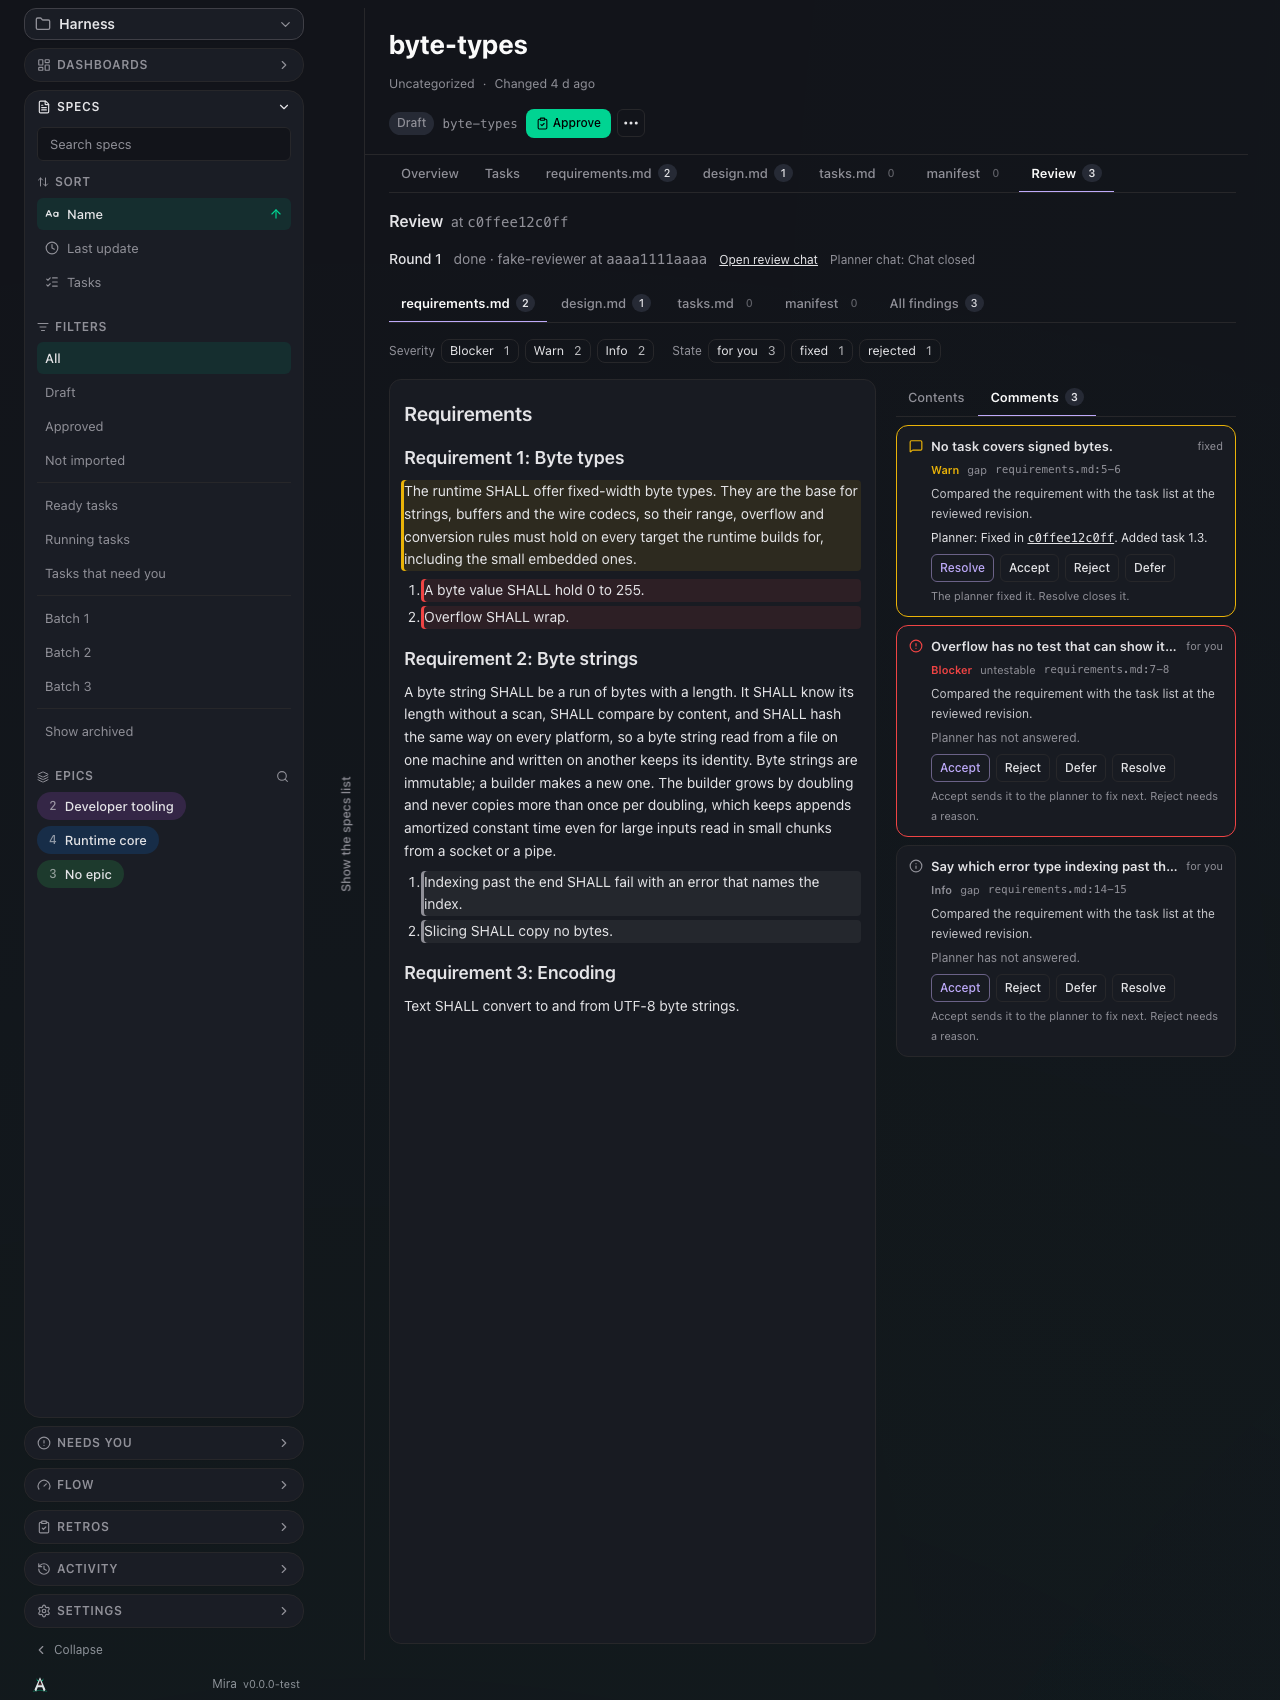 Harness
DASHBOARDS
SPECS
Search specs
SORT
Aa Name
Last update
Tasks
FILTERS
All
Draft
Approved
Not imported
Ready tasks
Running tasks
Tasks that need you
Batch 1
Batch 2
Batch 3
Show archived
EPICS
2 Developer tooling
4 Runtime core
3 No epic
NEEDS YOU
FLOW
RETROS
ACTIVITY
SETTINGS
Collapse
A
Mira v0.0.0-test
Show the specs list
byte-types
Uncategorized · Changed 4 d ago
Draft byte-types Approve
Overview Tasks requirements.md 2 design.md 1 tasks.md 0 manifest 0 Review 3
Review at c0ffee12c0ff
Round 1 done · fake-reviewer at aaaa1111aaaa Open review chat Planner chat: Chat closed
requirements.md 2 design.md 1 tasks.md 0 manifest 0 All findings 3
Severity Blocker 1 Warn 2 Info 2 State for you 3 fixed 1 rejected 1
Requirements
Requirement 1: Byte types
The runtime SHALL offer fixed-width byte types. They are the base for
strings, buffers and the wire codecs, so their range, overflow and
conversion rules must hold on every target the runtime builds for,
including the small embedded ones.
1. A byte value SHALL hold 0 to 255.
2. Overflow SHALL wrap.
Requirement 2: Byte strings
A byte string SHALL be a run of bytes with a length. It SHALL know its
length without a scan, SHALL compare by content, and SHALL hash
the same way on every platform, so a byte string read from a file on
one machine and written on another keeps its identity. Byte strings are
immutable; a builder makes a new one. The builder grows by doubling
and never copies more than once per doubling, which keeps appends
amortized constant time even for large inputs read in small chunks
from a socket or a pipe.
1. Indexing past the end SHALL fail with an error that names the
index.
2. Slicing SHALL copy no bytes.
Requirement 3: Encoding
Text SHALL convert to and from UTF-8 byte strings.
Contents Comments 3
No task covers signed bytes. fixed
Warn gap requirements.md:5–6
Compared the requirement with the task list at the
reviewed revision.
Planner: Fixed in c0ffee12c0ff. Added task 1.3.
Resolve Accept Reject Defer
The planner fixed it. Resolve closes it.
Overflow has no test that can show it... for you
Blocker untestable requirements.md:7–8
Compared the requirement with the task list at the
reviewed revision.
Planner has not answered.
Accept Reject Defer Resolve
Accept sends it to the planner to fix next. Reject needs
a reason.
Say which error type indexing past th... for you
Info gap requirements.md:14–15
Compared the requirement with the task list at the
reviewed revision.
Planner has not answered.
Accept Reject Defer Resolve
Accept sends it to the planner to fix next. Reject needs
a reason.